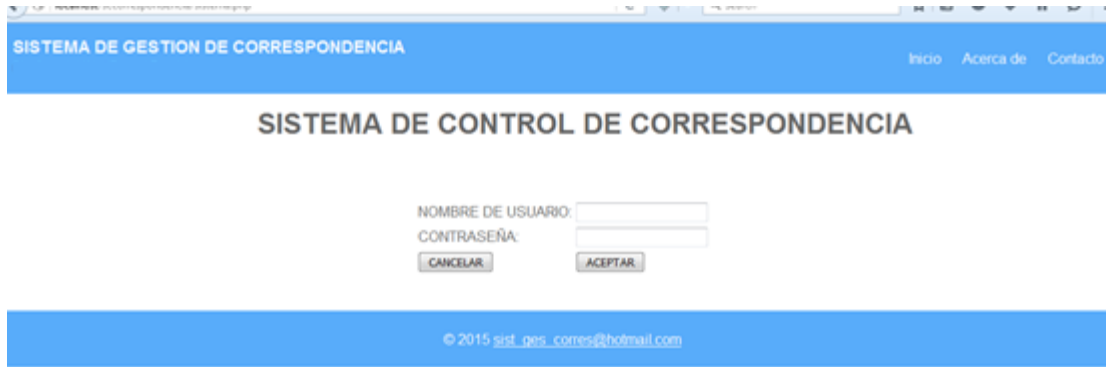 SISTEMA DE GESTION DE CORRESPONDENCIA
Inicio Acerca de Contacto
SISTEMA DE CONTROL DE CORRESPONDENCIA
NOMBRE DE USUARIO:
CONTRASEÑA:
CANCELAR ACEPTAR
© 2015 sist_ges_corres@hotmail.com